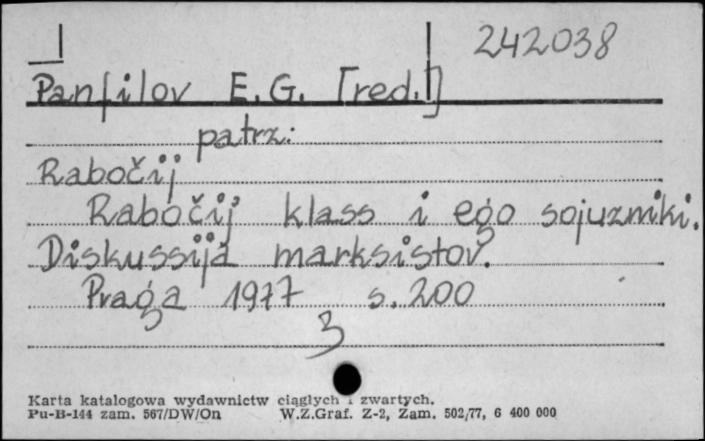 242038
Panfilov E.G. [red.]
patrz:
Rabočij
Rabočij klass i ego sojuzniki.
Diskussija marksistov.
Praga 1977 s. 200
3
Karta katalogowa wydawnictw ciągłych i zwartych.
Pu-B-144 zam. 567/DW/On W.Z.Graf. Z-2, Zam. 502/77, 6 400 000